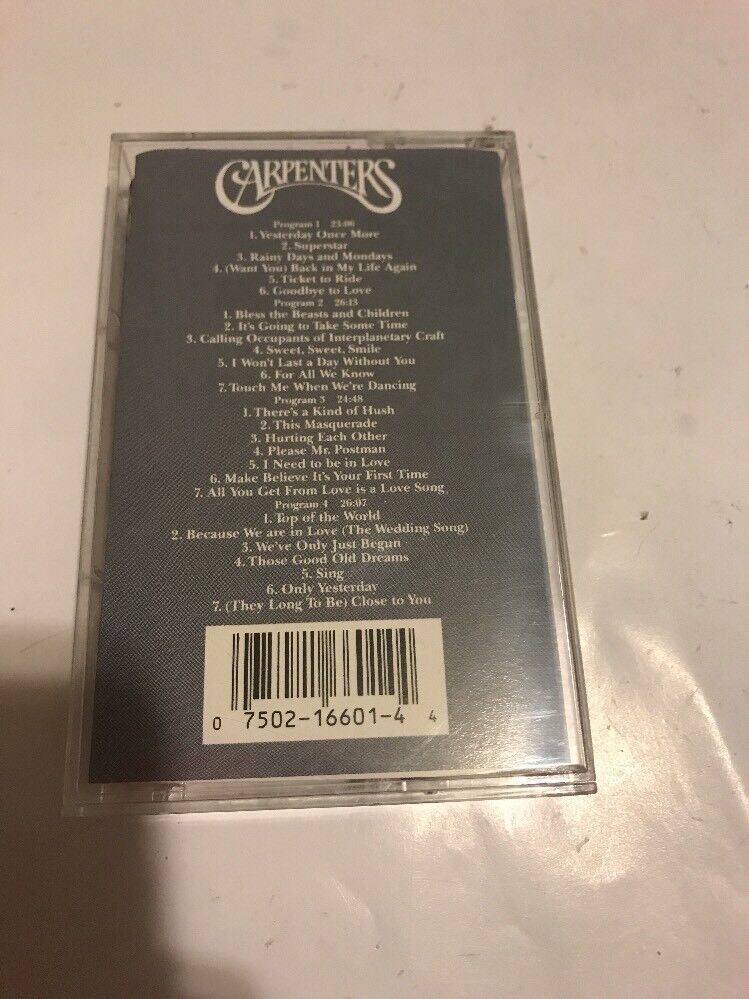 CARPENTERS
Program 1 23:06
1. Yesterday Once More
2. Superstar
3. Rainy Days and Mondays
4. (Want You) Back in My Life Again
5. Ticket to Ride
6. Goodbye to Love
Program 2 26:13
1. Bless the Beasts and Children
2. It's Going to Take Some Time
3. Calling Occupants of Interplanetary Craft
4. Sweet, Sweet, Smile
5. I Won't Last a Day Without You
6. For All We Know
7. Touch Me When We're Dancing
Program 3 24:48
1. There's a Kind of Hush
2. This Masquerade
3. Hurting Each Other
4. Please Mr. Postman
5. I Need to be in Love
6. Make Believe It's Your First Time
7. All You Get From Love is a Love Song
Program 4 26:07
1. Top of the World
2. Because We are in Love (The Wedding Song)
3. We've Only Just Begun
4. Those Good Old Dreams
5. Sing
6. Only Yesterday
7. (They Long To Be) Close to You
0 7502-16601-4 4